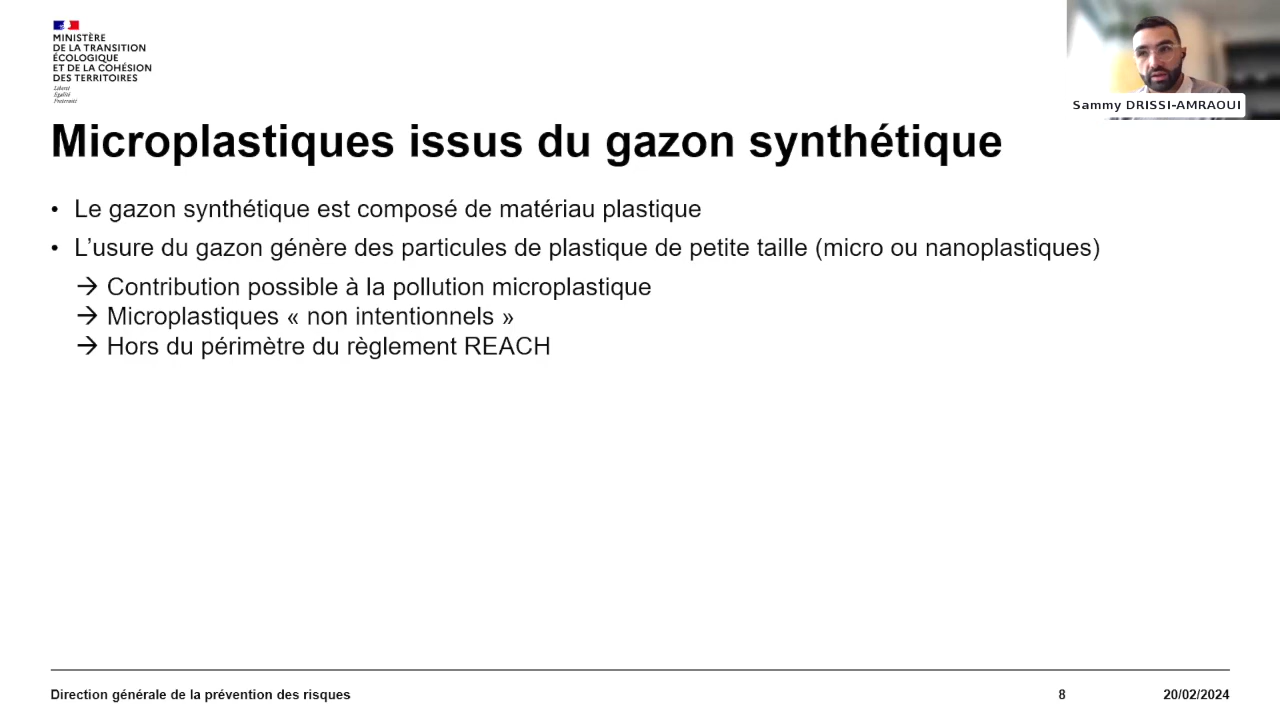 MINISTÈRE
DE LA TRANSITION
ÉCOLOGIQUE
ET DE LA COHÉSION
DES TERRITOIRES
Liberté
Égalité
Fraternité
Sammy DRISSI-AMRAOUI
Microplastiques issus du gazon synthétique
• Le gazon synthétique est composé de matériau plastique
• L’usure du gazon génère des particules de plastique de petite taille (micro ou nanoplastiques)
→ Contribution possible à la pollution microplastique
→ Microplastiques « non intentionnels »
→ Hors du périmètre du règlement REACH
Direction générale de la prévention des risques 8 20/02/2024